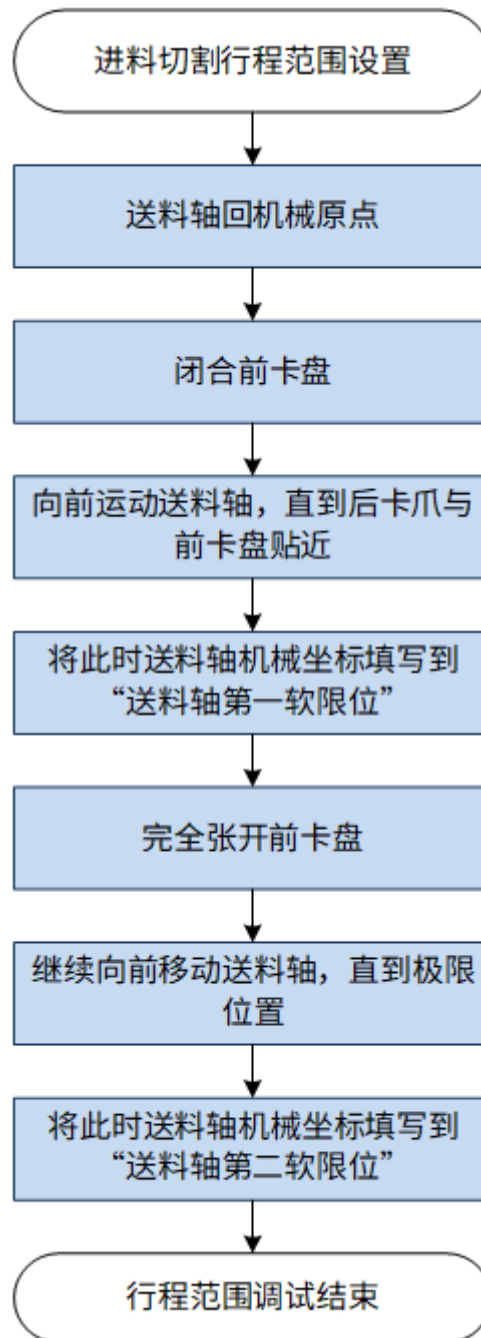 进料切割行程范围设置
送料轴回机械原点
闭合前卡盘
向前运动送料轴，直到后卡爪与
前卡盘贴近
将此时送料轴机械坐标填写到
“送料轴第一软限位”
完全张开前卡盘
继续向前移动送料轴，直到极限
位置
将此时送料轴机械坐标填写到
“送料轴第二软限位”
行程范围调试结束